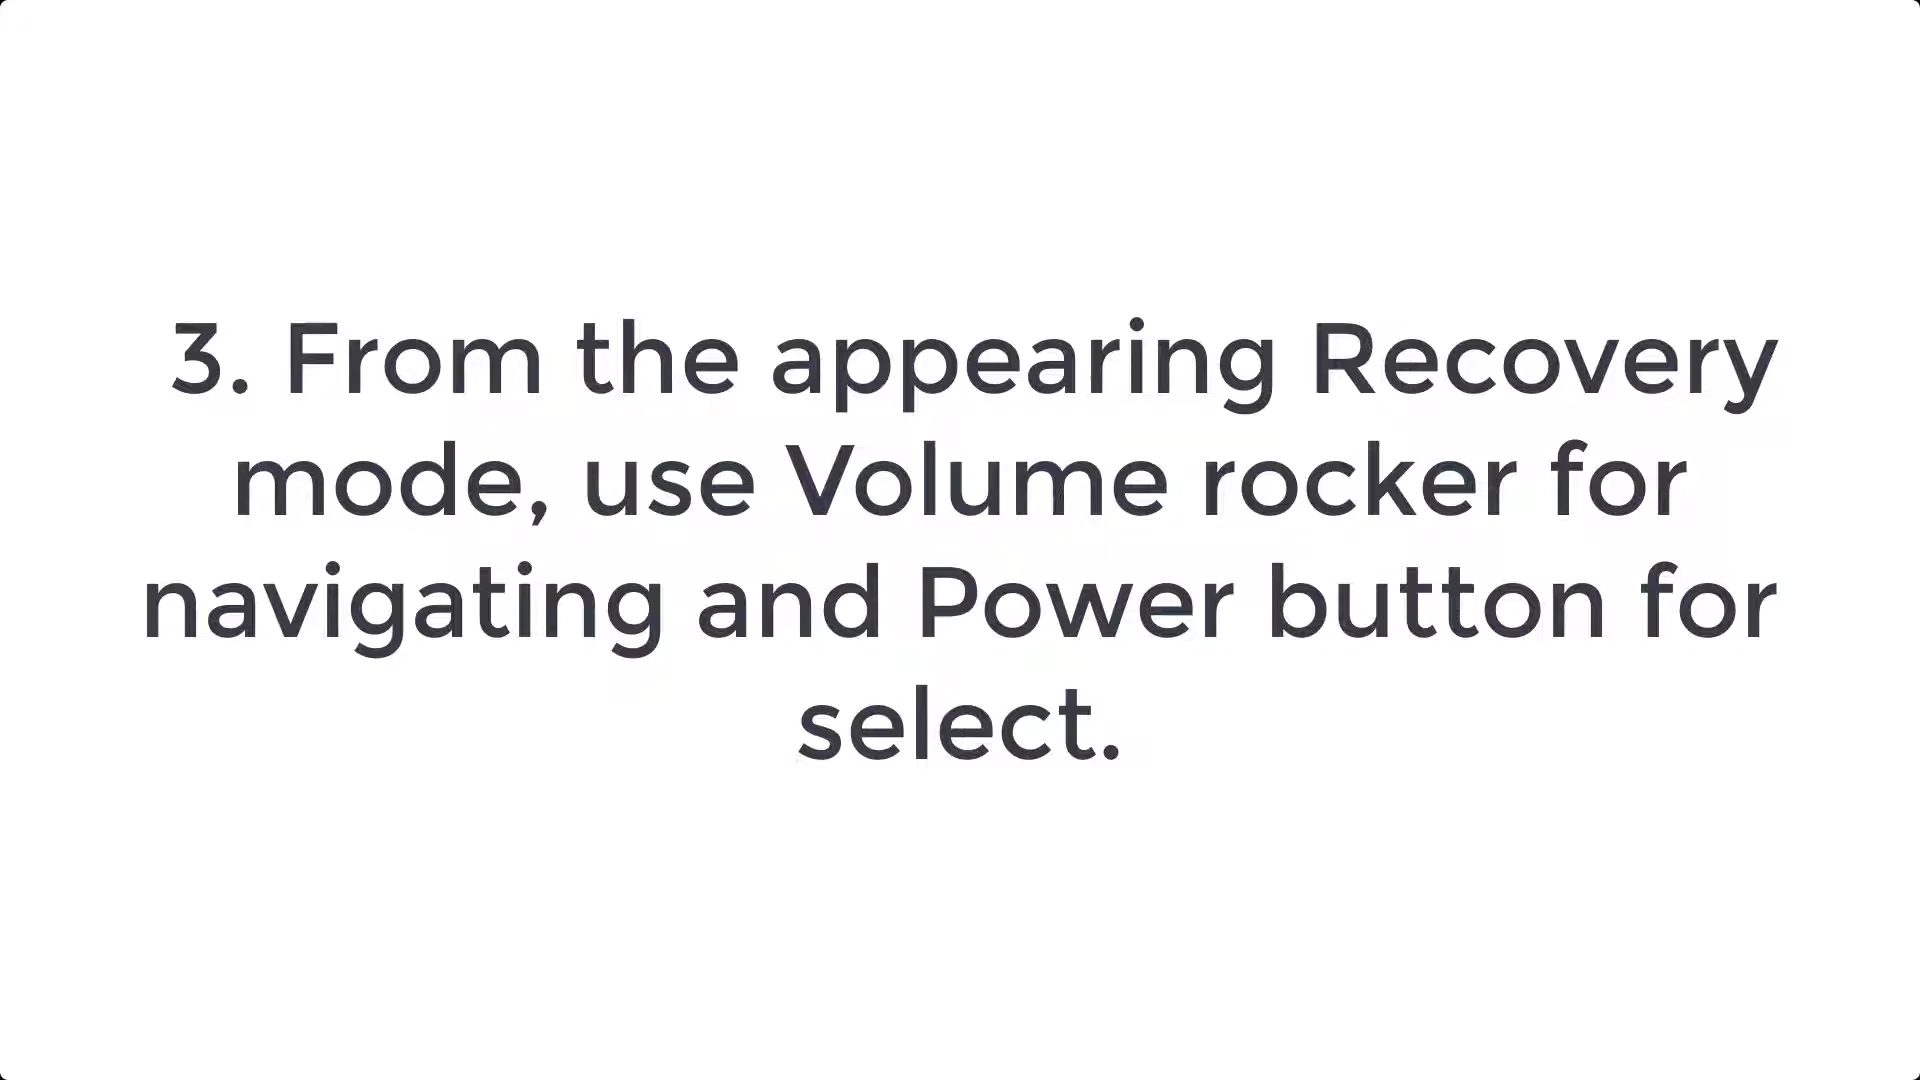 3. From the appearing Recovery
mode, use Volume rocker for
navigating and Power button for
select.